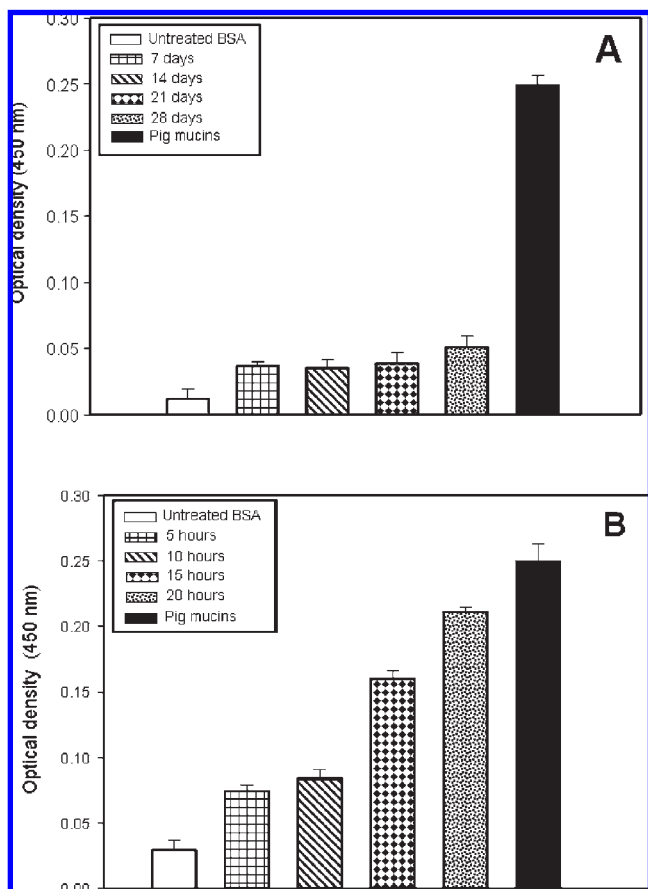 A
Untreated BSA
7 days
14 days
21 days
28 days
Pig mucins
Optical density (450 nm)
0.30
0.25
0.20
0.15
0.10
0.05
0.00
B
Untreated BSA
5 hours
10 hours
15 hours
20 hours
Pig mucins
Optical density (450 nm)
0.30
0.25
0.20
0.15
0.10
0.05
0.00